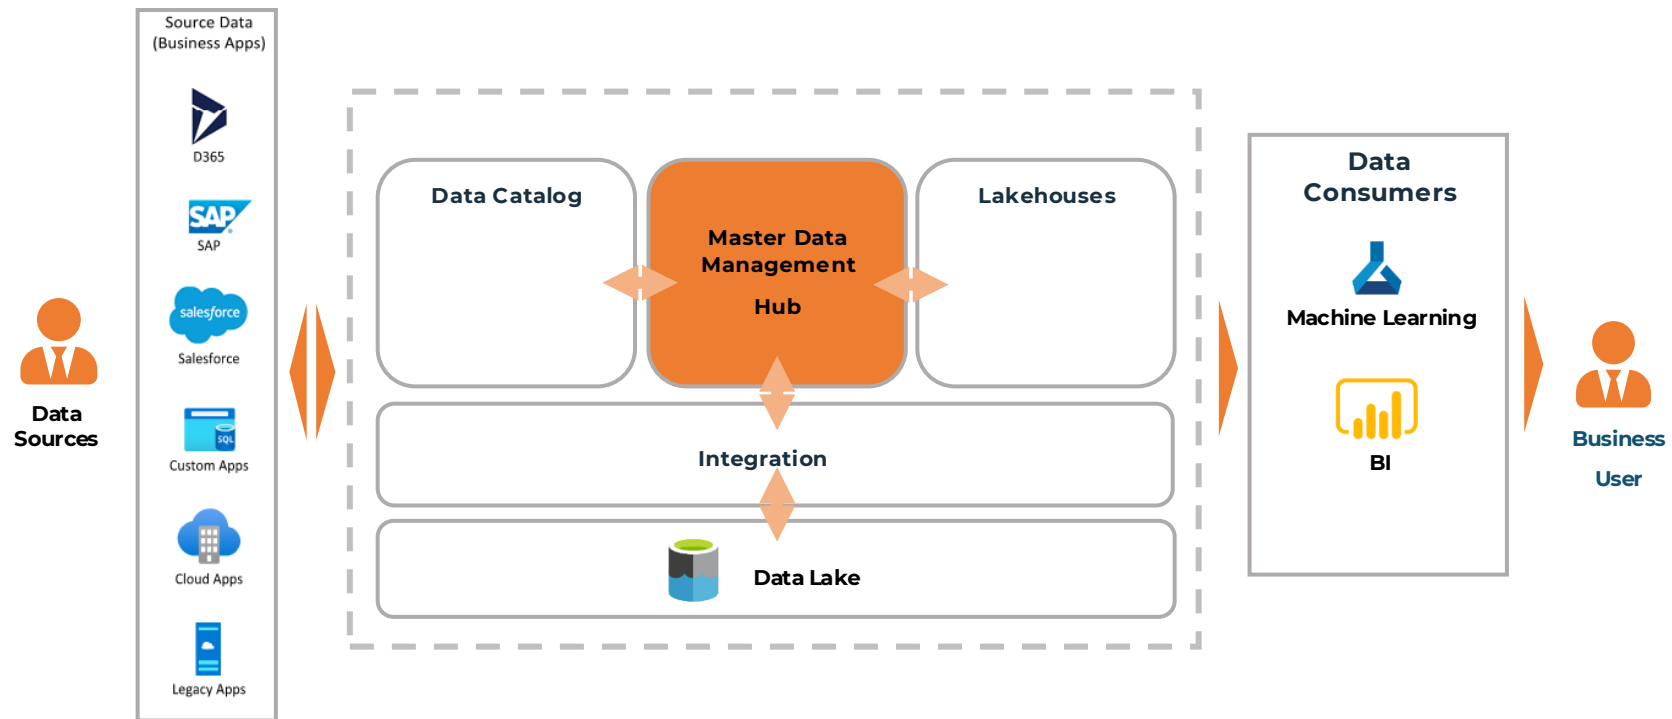 Data
Sources
Source Data
(Business Apps)
D365
SAP
SAP
salesforce
Salesforce
SQL
Custom Apps
Cloud Apps
Legacy Apps
Data Catalog
Master Data
Management
Hub
Lakehouses
Integration
Data Lake
Data
Consumers
Machine Learning
BI
Business
User